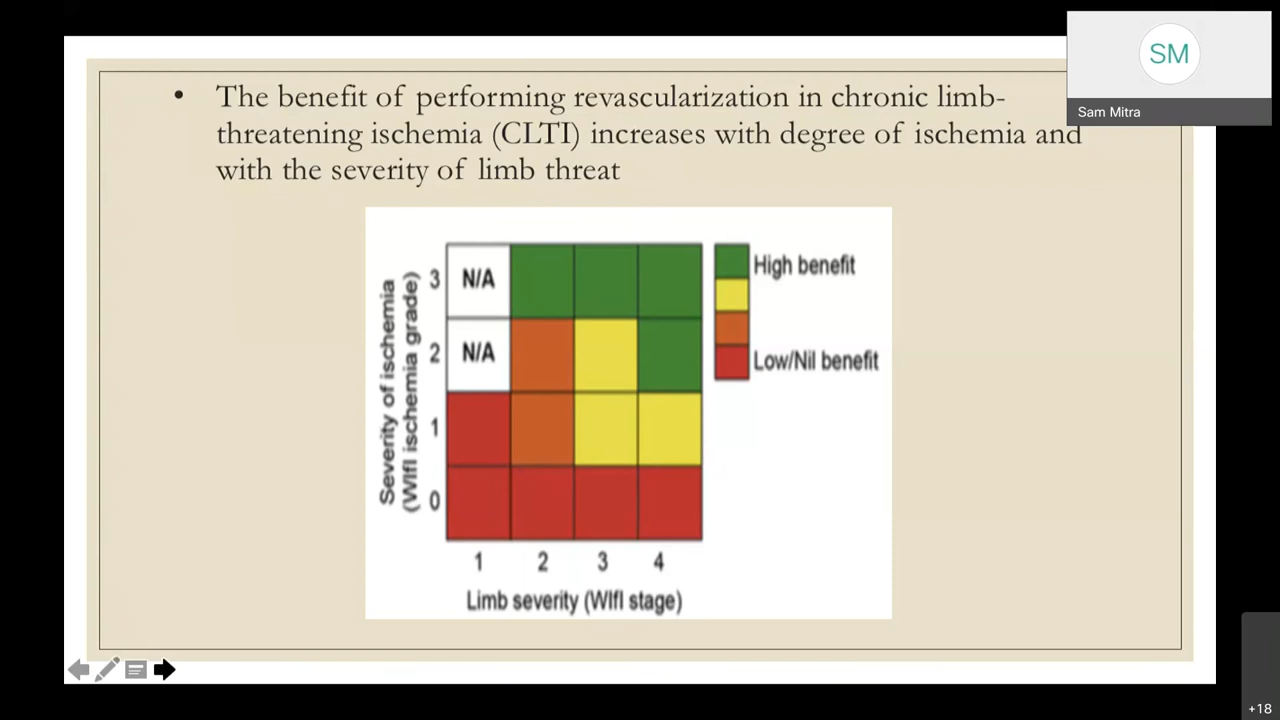 SM
Sam Mitra
• The benefit of performing revascularization in chronic limb-
threatening ischemia (CLTI) increases with degree of ischemia and
with the severity of limb threat
Severity of ischemia
(WIfI ischemia grade)
3 N/A
2 N/A
1
0
1 2 3 4
Limb severity (WIfI stage)
High benefit
Low/Nil benefit
+18